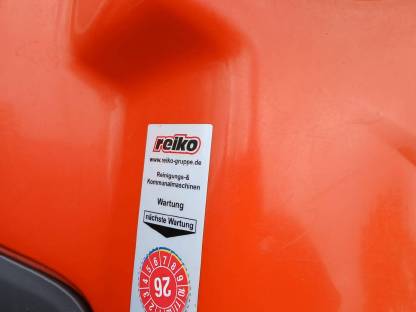 reiko
www.reiko-gruppe.de
Reinigungs-&
Kommunalmaschinen
Wartung
nächste Wartung
26